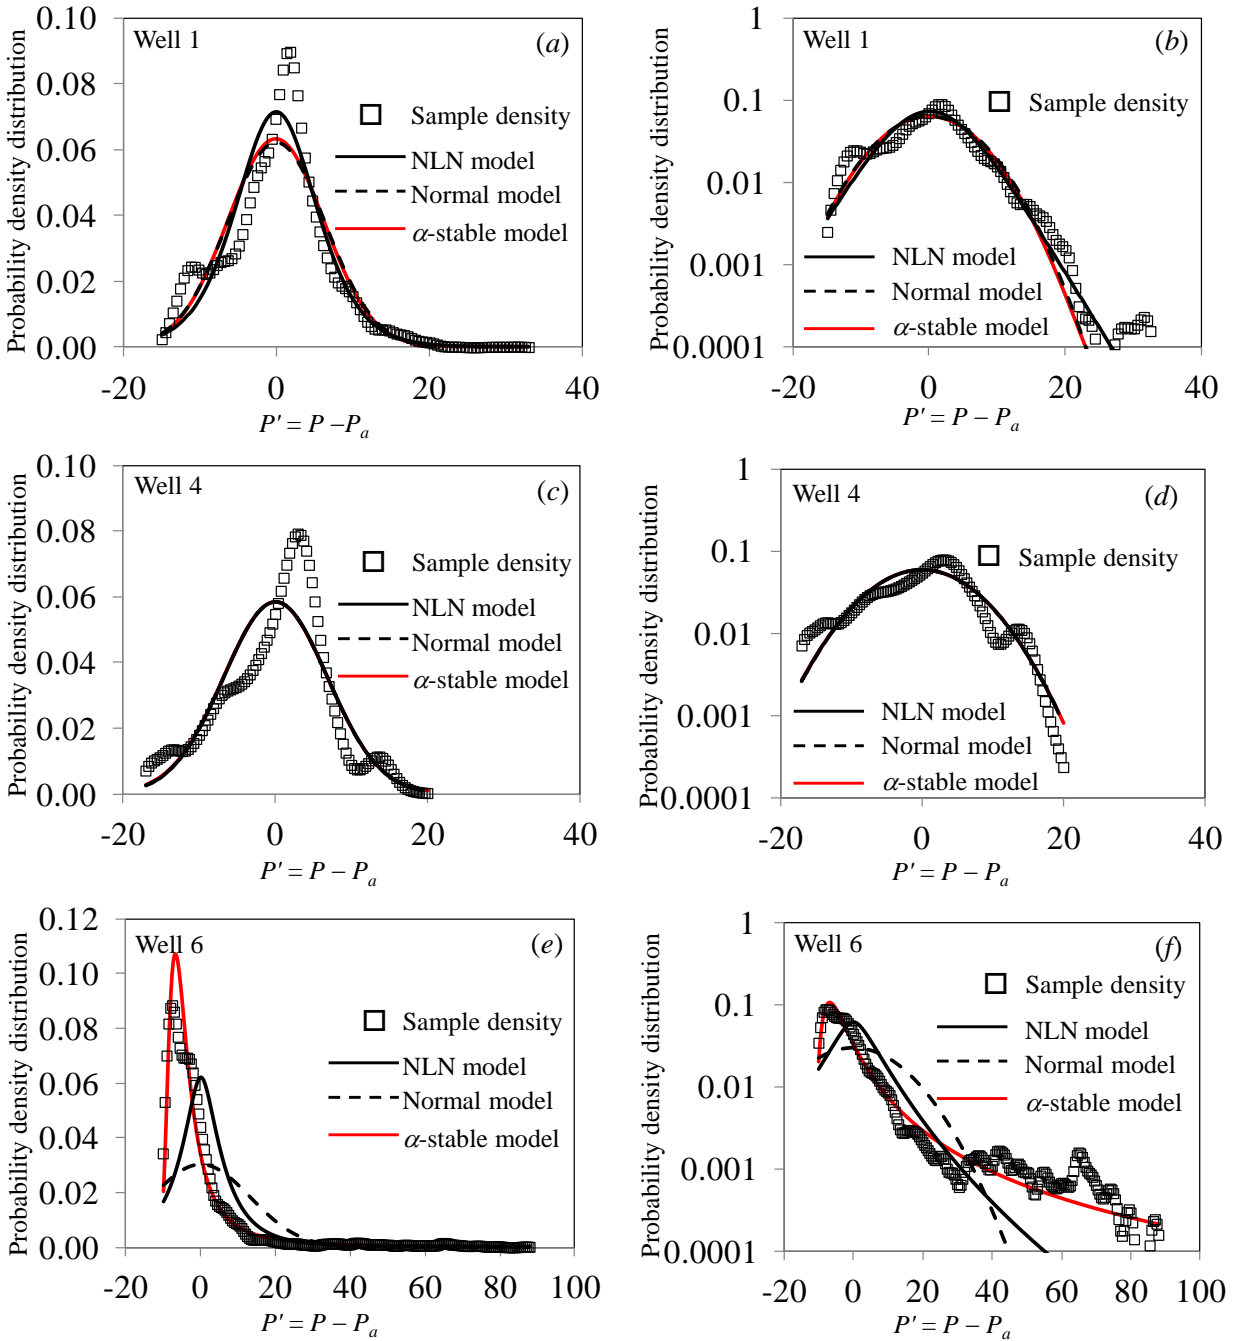 Well 1
(a)
Probability density distribution
0.10
0.08
0.06
0.04
0.02
0.00
Sample density
NLN model
Normal model
α-stable model
-20
0
20
40
P' = P −Pa
Well 1
(b)
Probability density distribution
1
0.1
0.01
0.001
0.0001
Sample density
NLN model
Normal model
α-stable model
-20
0
20
40
P' = P − Pa
Well 4
(c)
Probability density distribution
0.10
0.08
0.06
0.04
0.02
0.00
Sample density
NLN model
Normal model
α-stable model
-20
0
20
40
P' = P − Pa
Well 4
(d)
Probability density distribution
1
0.1
0.01
0.001
0.0001
Sample density
NLN model
Normal model
α-stable model
-20
0
20
40
P' = P − Pa
Well 6
(e)
Probability density distribution
0.12
0.10
0.08
0.06
0.04
0.02
0.00
Sample density
NLN model
Normal model
α-stable model
-20
0
20
40
60
80
100
P' = P − Pa
Well 6
(f)
Probability density distribution
1
0.1
0.01
0.001
0.0001
Sample density
NLN model
Normal model
α-stable model
-20
0
20
40
60
80
100
P' = P − Pa